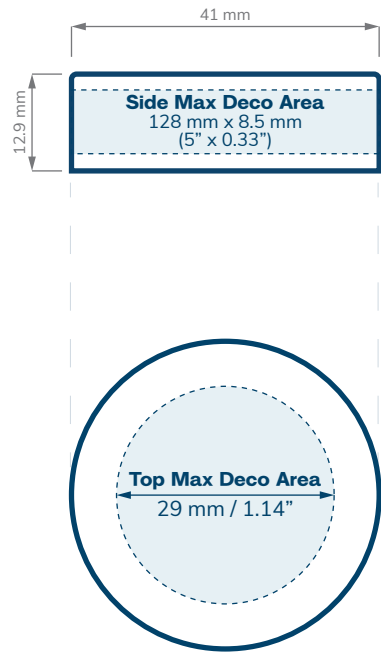 41 mm
12.9 mm
Side Max Deco Area
128 mm x 8.5 mm
(5” x 0.33”)
Top Max Deco Area
29 mm / 1.14”